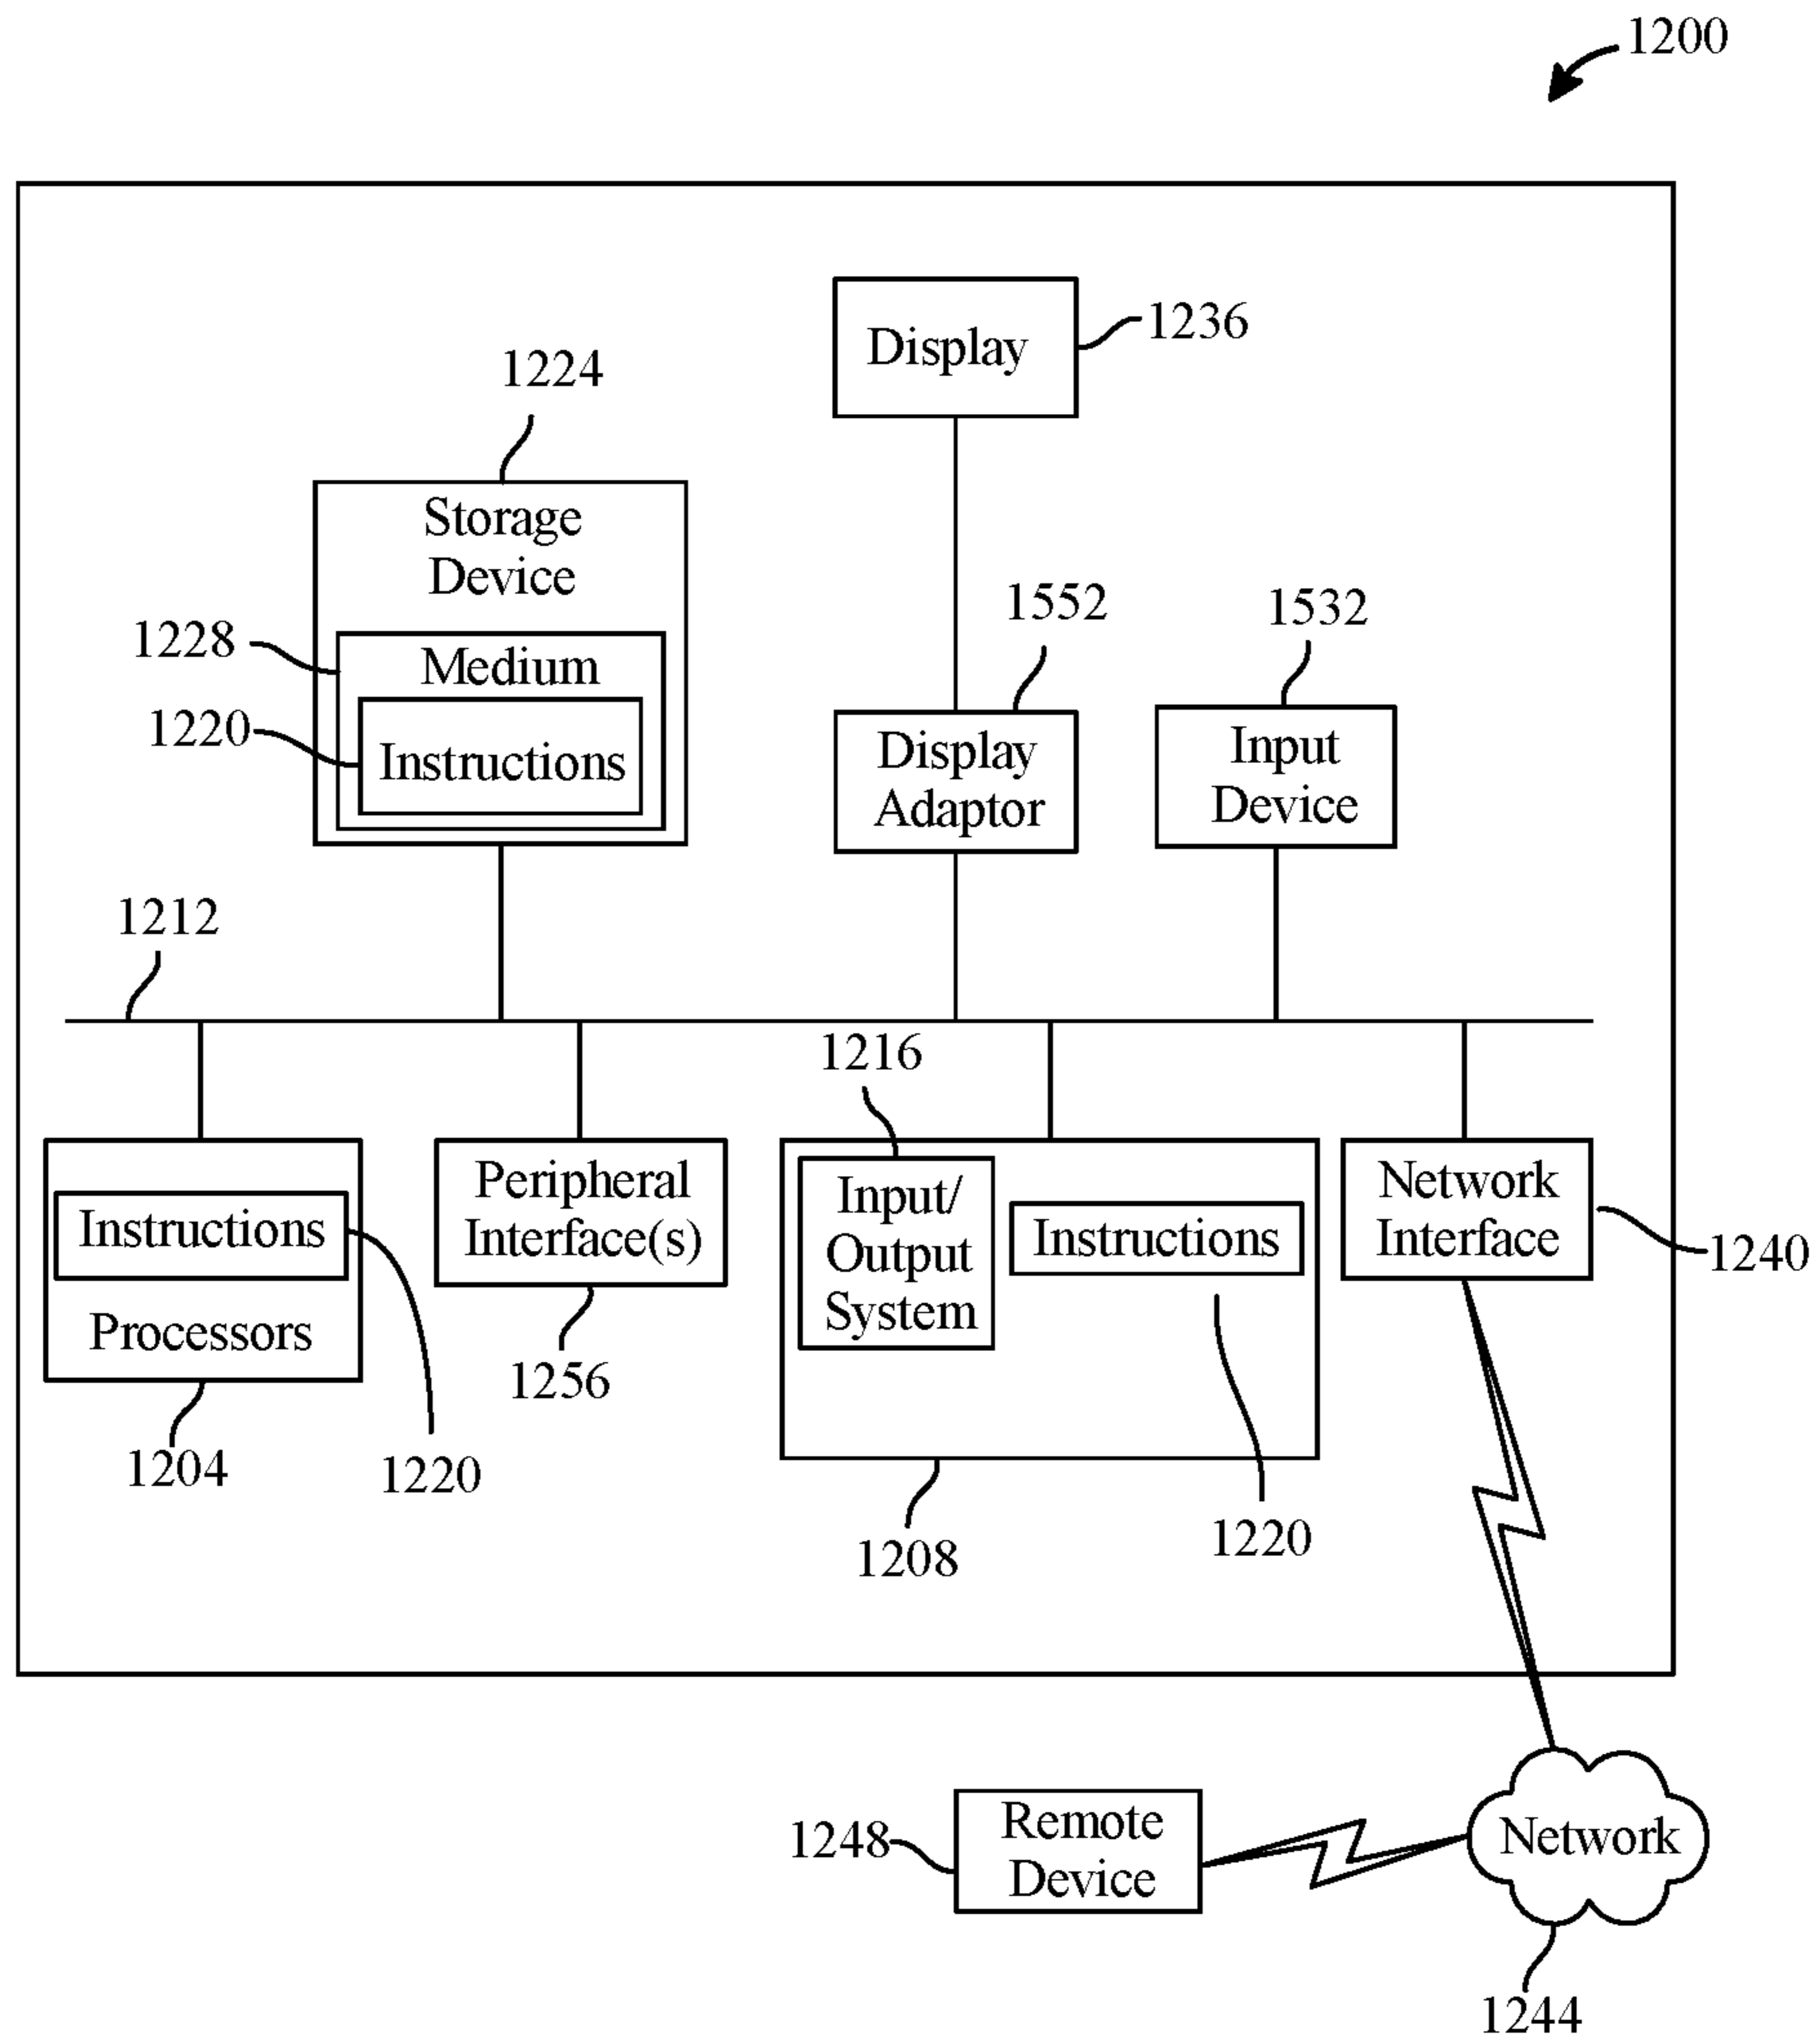 1200
Display
1236
1224
Storage
Device
1228
Medium
1220
Instructions
1552
Display
Adaptor
1532
Input
Device
1212
1216
Instructions
Processors
1204
1220
Peripheral
Interface(s)
1256
Input/
Output
System
Instructions
1208
1220
Network
Interface
1240
1248
Remote
Device
Network
1244